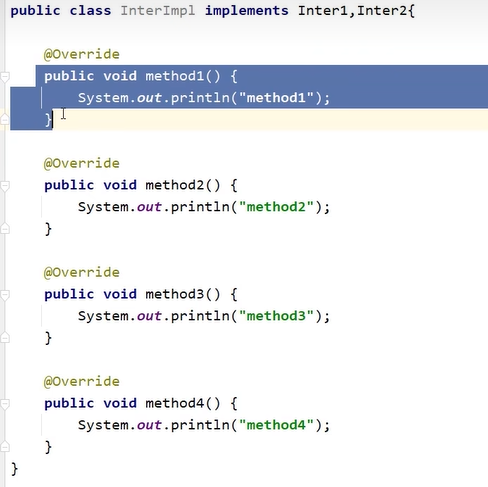 public class InterImpl implements Inter1,Inter2{
@Override
public void method1() {
System.out.println("method1");
}
@Override
public void method2() {
System.out.println("method2");
}
@Override
public void method3() {
System.out.println("method3");
}
@Override
public void method4() {
System.out.println("method4");
}
}